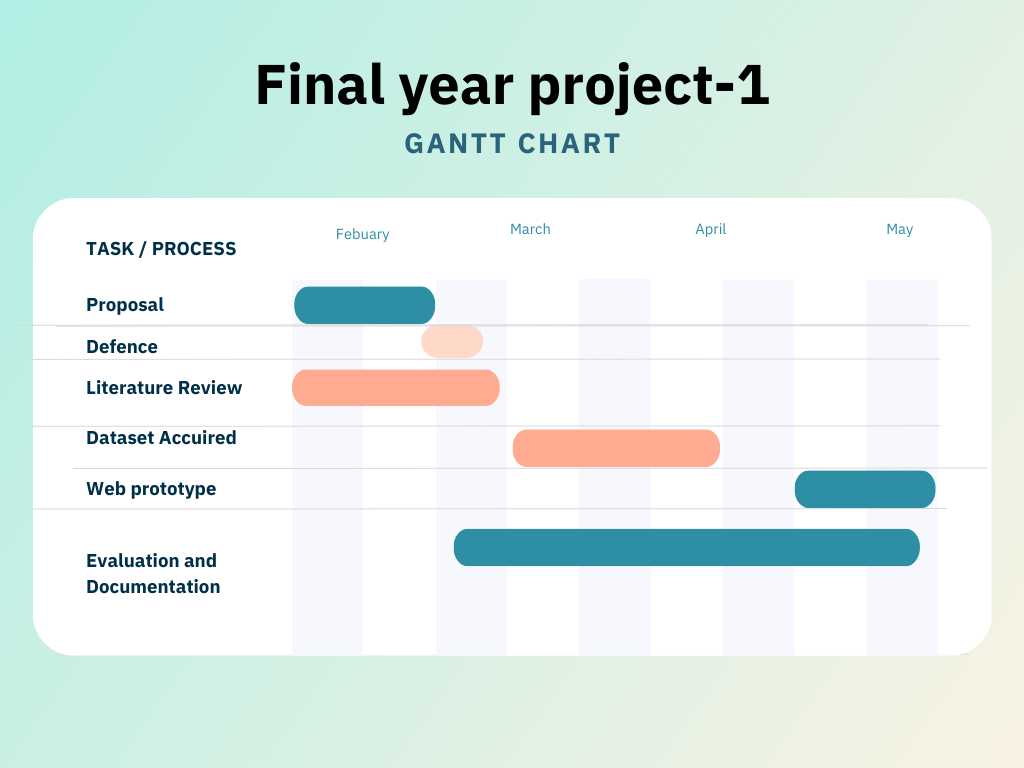 Final year project-1
GANTT CHART
TASK / PROCESS
Febuary
March
April
May
Proposal
Defence
Literature Review
Dataset Accuired
Web prototype
Evaluation and
Documentation